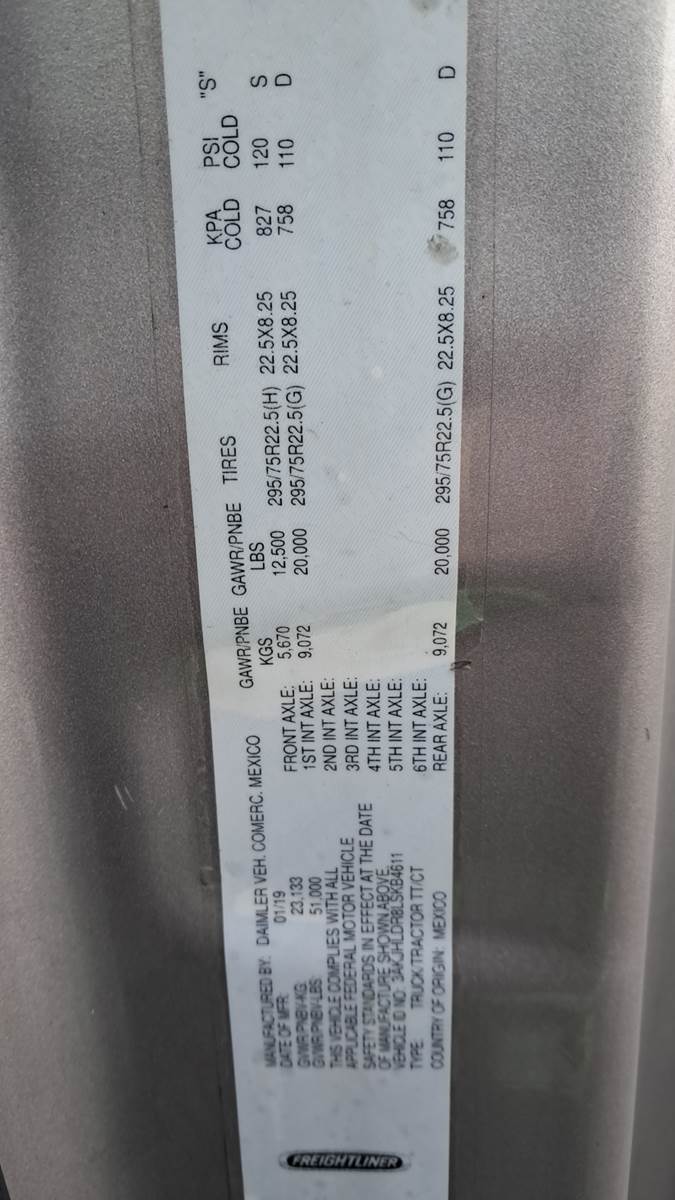 FREIGHTLINER
MANUFACTURED BY: DAIMLER VEH. COMERC. MEXICO
DATE OF MFR: 01/19
GVWR/PNBV-KG: 23,133
GVWR/PNBV-LBS: 51,000
THIS VEHICLE COMPLIES WITH ALL
APPLICABLE FEDERAL MOTOR VEHICLE
SAFETY STANDARDS IN EFFECT AT THE DATE
OF MANUFACTURE SHOWN ABOVE.
VEHICLE ID NO: 3AKJHLDR8LSKB4611
TYPE: TRUCK TRACTOR TT/CT
COUNTRY OF ORIGIN: MEXICO
GAWR/PNBE GAWR/PNBE TIRES RIMS KPA PSI "S"
KGS LBS COLD COLD
FRONT AXLE: 5,670 12,500 295/75R22.5(H) 22.5X8.25 827 120 S
1ST INT AXLE: 9,072 20,000 295/75R22.5(G) 22.5X8.25 758 110 D
2ND INT AXLE:
3RD INT AXLE:
4TH INT AXLE:
5TH INT AXLE:
6TH INT AXLE:
REAR AXLE: 9,072 20,000 295/75R22.5(G) 22.5X8.25 758 110 D